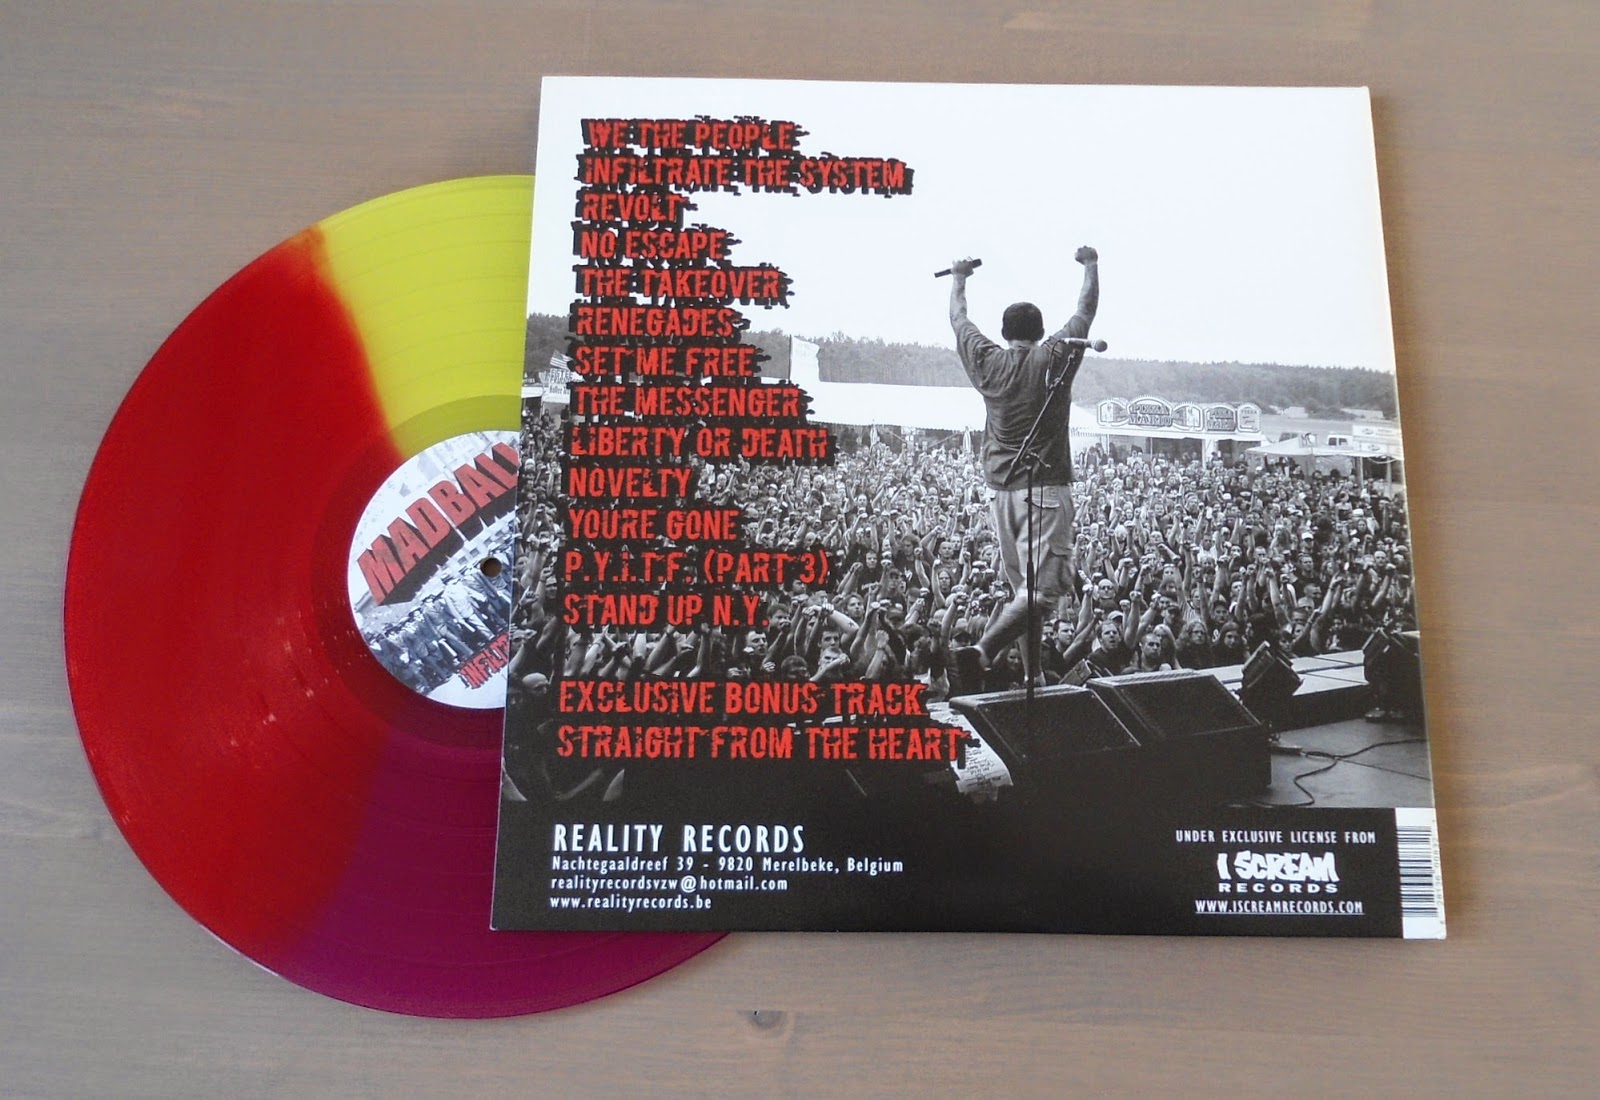 WE THE PEOPLE
INFILTRATE THE SYSTEM
REVOLT
NO ESCAPE
THE TAKEOVER
RENEGADES
SET ME FREE
THE MESSENGER
LIBERTY OR DEATH
NOVELTY
YOURE GONE
P.Y.I.T.F. (PART 3)
STAND UP N.Y.
EXCLUSIVE BONUS TRACK
STRAIGHT FROM THE HEART
REALITY RECORDS
Nachtegaaldreef 39 - 9820 Merelbeke, Belgium
realityrecordsvzw@hotmail.com
www.realityrecords.be
UNDER EXCLUSIVE LICENSE FROM
I SCREAM
RECORDS
WWW.ISCREAMRECORDS.COM
MADBAL
INFILTR